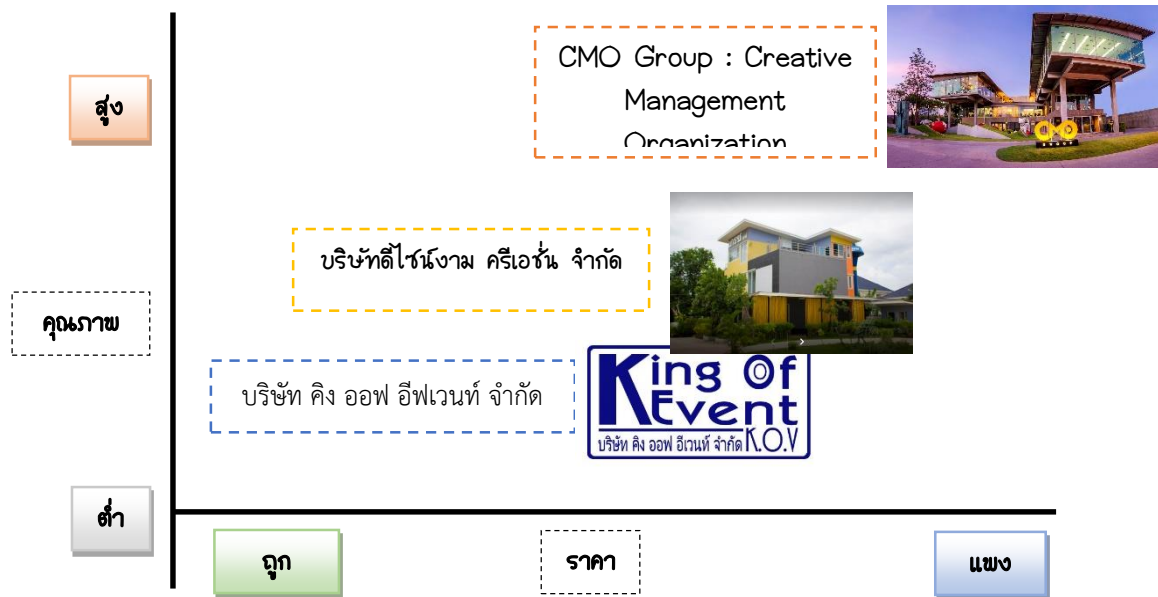 CMO Group : Creative
Management
Organization
สูง
บริษัทดีไซน์งาม ครีเอชั่น จำกัด
คุณภาพ
บริษัท คิง ออฟ อีฟเวนท์ จำกัด
King Of
Event
บริษัท คิง ออฟ อีเวนท์ จำกัด K.O.V
ต่ำ
ถูก
ราคา
แพง